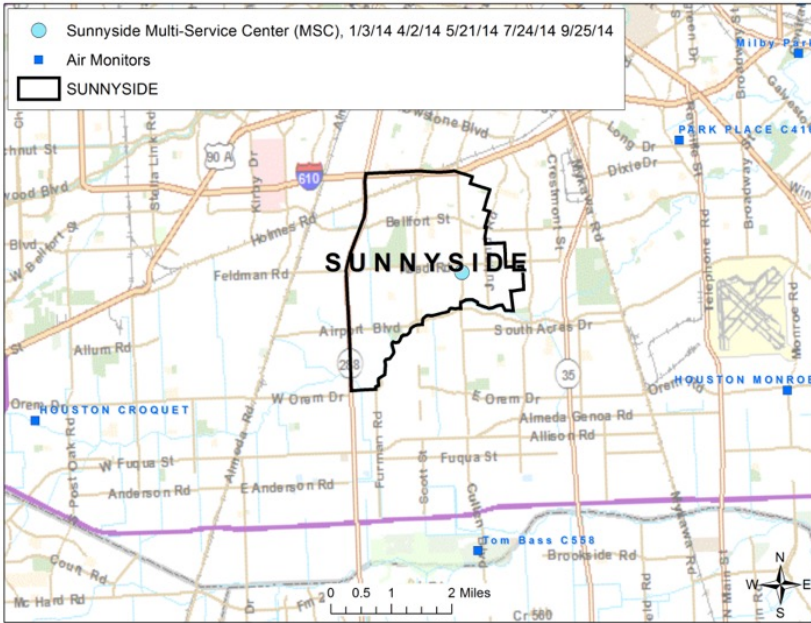 Sunnyside Multi-Service Center (MSC), 1/3/14 4/2/14 5/21/14 7/24/14 9/25/14
Air Monitors
SUNNYSIDE
Milby Park
PARK PLACE C416
Long Dr
Dixie Dr
Broadway St
Broadway St
Telephone Rd
Monroe Rd
Stella Link Rd
90 A
Kirby Dr
610
Holmes Rd
Bellfort St
W Bellfort St
Crestmont St
Mykawa Rd
SUNNYSIDE
Feldman Rd
Airport Blvd
South Acres Dr
Allum Rd
288
35
W Orem Dr
E Orem Dr
HOUSTON MONROE
HOUSTON CROQUET
Almeda Genoa Rd
Allison Rd
Almeda Rd
Post Oak Rd
W Fuqua St
Fuqua St
Anderson Rd
E Anderson Rd
Furman Rd
Scott St
Cullen
Mykawa Rd
Tom Bass C558
Brookside Rd
N Main St
Mc Hard Rd
Cr 560
0 0.5 1 2 Miles
N
W E
S